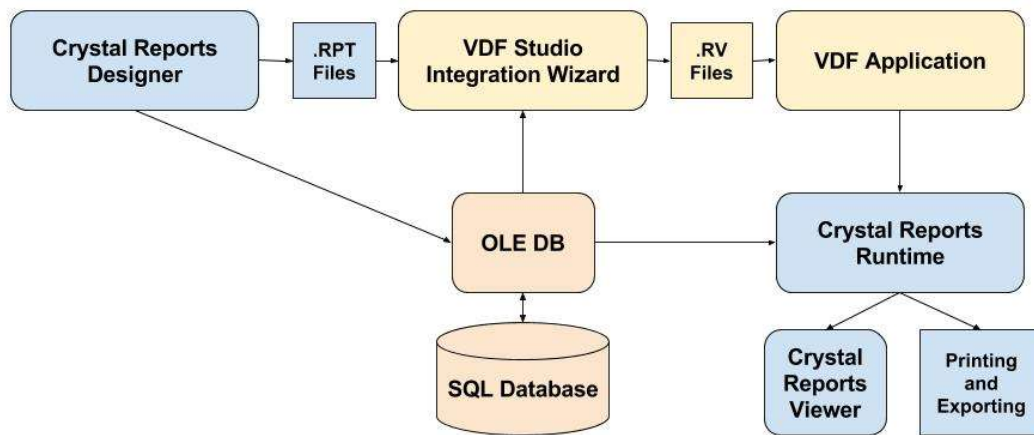 Crystal Reports
Designer
.RPT
Files
VDF Studio
Integration Wizard
.RV
Files
VDF Application
OLE DB
Crystal Reports
Runtime
SQL Database
Crystal
Reports
Viewer
Printing
and
Exporting